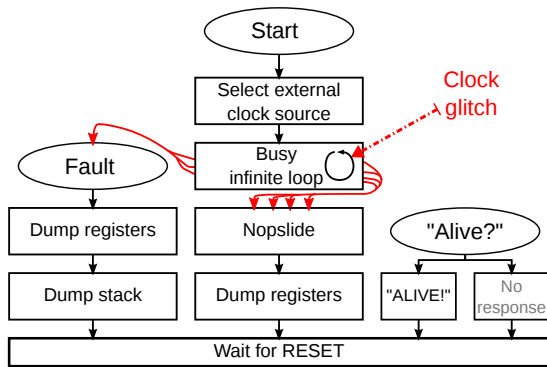 Start
Select external
clock source
Clock
glitch
Busy
infinite loop
Fault
Dump registers
Nopslide
"Alive?"
Dump stack
Dump registers
"ALIVE!"
No
response
Wait for RESET